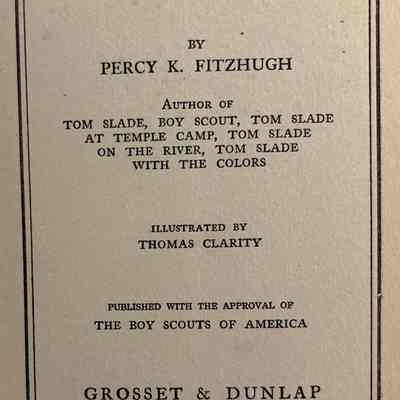 BY
PERCY K. FITZHUGH
AUTHOR OF
TOM SLADE, BOY SCOUT, TOM SLADE
AT TEMPLE CAMP, TOM SLADE
ON THE RIVER, TOM SLADE
WITH THE COLORS
ILLUSTRATED BY
THOMAS CLARITY
PUBLISHED WITH THE APPROVAL OF
THE BOY SCOUTS OF AMERICA
GROSSET & DUNLAP